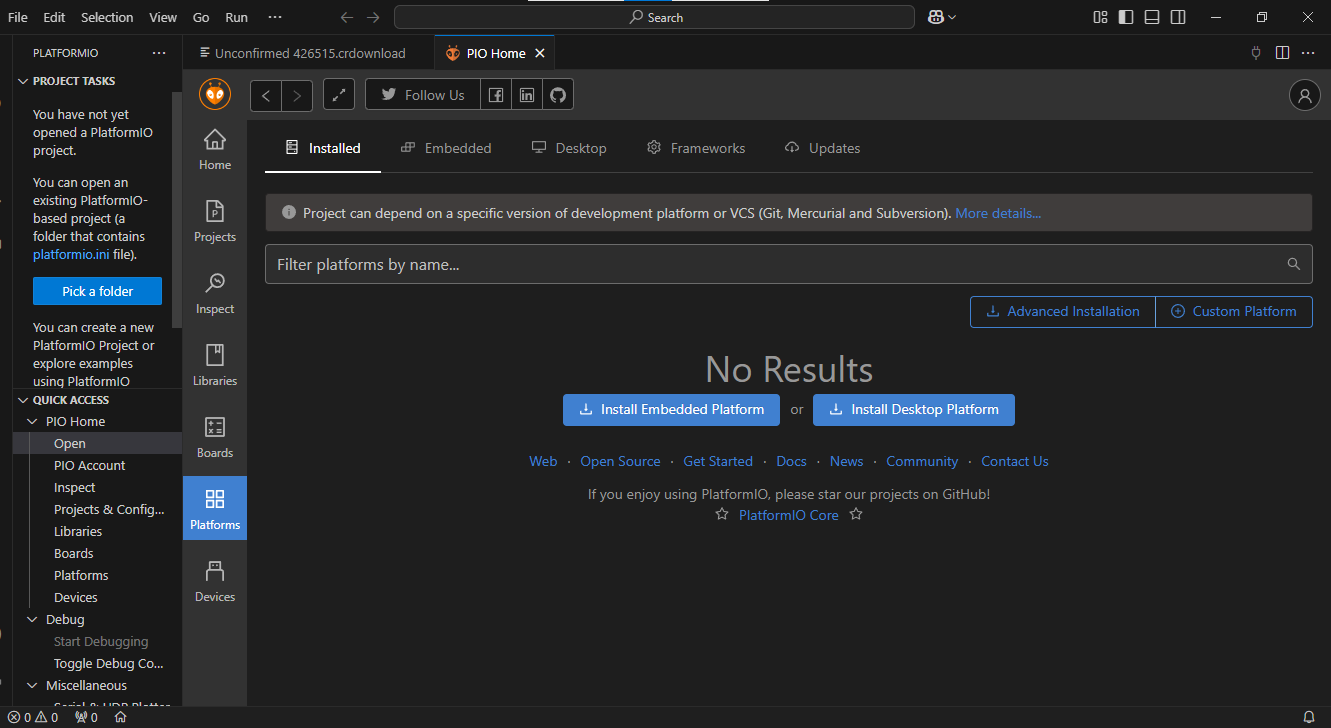 File Edit Selection View Go Run ···
Search
PLATFORMIO ···
Unconfirmed 426515.crdownload
PIO Home
PROJECT TASKS
You have not yet
opened a PlatformIO
project.
You can open an
existing PlatformIO-
based project (a
folder that contains
platformio.ini file).
Pick a folder
You can create a new
PlatformIO Project or
explore examples
using PlatformIO
QUICK ACCESS
PIO Home
Open
PIO Account
Inspect
Projects & Config...
Libraries
Boards
Platforms
Devices
Debug
Start Debugging
Toggle Debug Co...
Miscellaneous
Serial & UDP Plotter
Follow Us
Home
Projects
Inspect
Libraries
Boards
Platforms
Devices
Installed Embedded Desktop Frameworks Updates
Project can depend on a specific version of development platform or VCS (Git, Mercurial and Subversion). More details...
Filter platforms by name...
Advanced Installation Custom Platform
No Results
Install Embedded Platform or Install Desktop Platform
Web · Open Source · Get Started · Docs · News · Community · Contact Us
If you enjoy using PlatformIO, please star our projects on GitHub!
PlatformIO Core
0 0 0